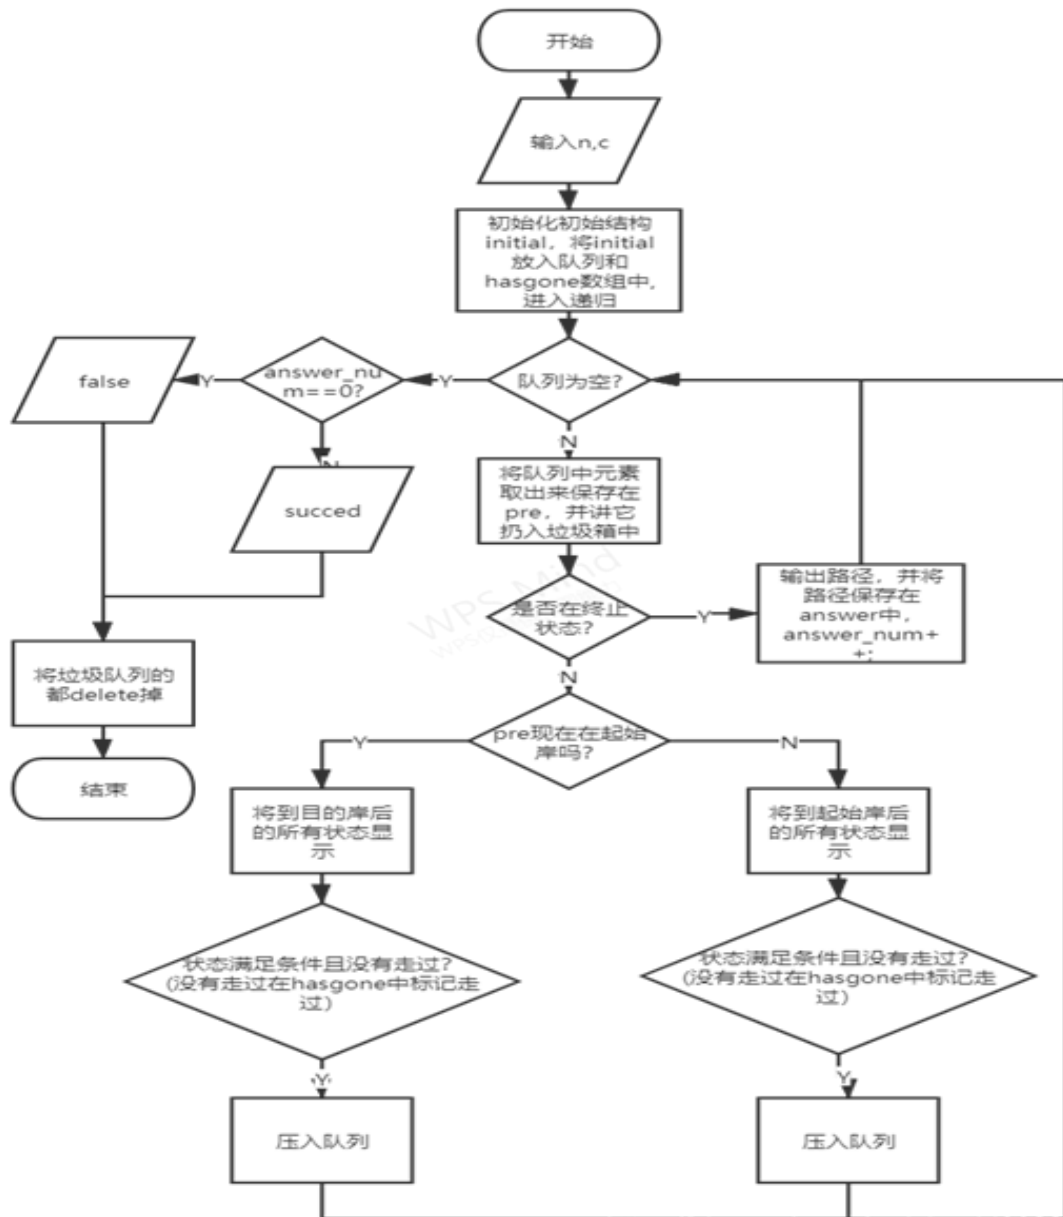 开始
输入n,c
初始化初始结构
initial，将initial
放入队列和
hasgone数组中，
进入递归
队列为空?
Y
answer_nu
m==0?
Y
false
N
succed
N
将队列中元素
取出来保存在
pre，并讲它
扔入垃圾箱中
是否在终止
状态?
Y
输出路径，并将
路径保存在
answer中，
answer_num+
+;
N
将垃圾队列的
都delete掉
结束
pre现在在起始
岸吗?
Y
N
将到目的岸后
的所有状态显
示
将到起始岸后
的所有状态显
示
状态满足条件且没有走过?
(没有走过在hasgone中标记走
过)
状态满足条件且没有走过?
(没有走过在hasgone中标记走
过)
Y
Y
压入队列
压入队列
WPS Mind